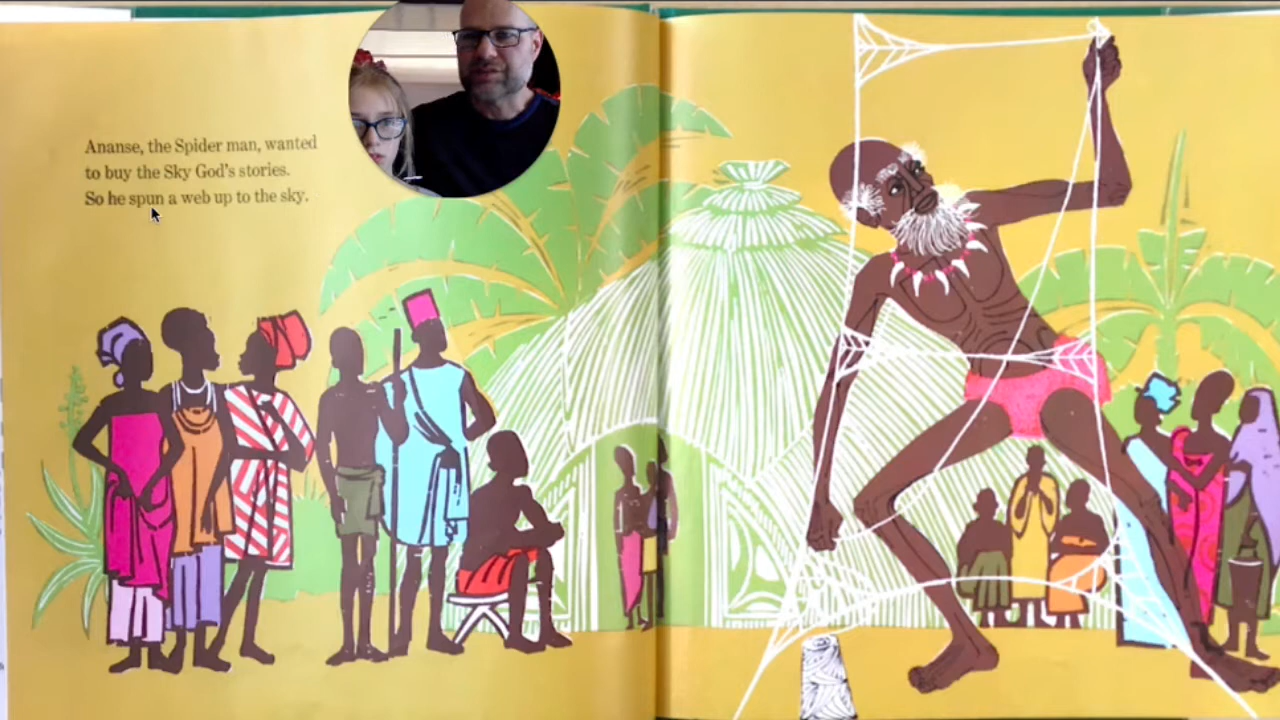 Ananse, the Spider man, wanted
to buy the Sky God's stories.
So he spun a web up to the sky.